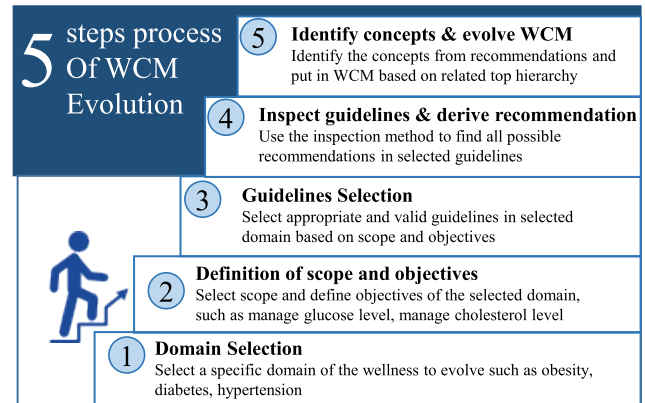 5 steps process
Of WCM
Evolution
5 Identify concepts & evolve WCM
Identify the concepts from recommendations and
put in WCM based on related top hierarchy
4 Inspect guidelines & derive recommendation
Use the inspection method to find all possible
recommendations in selected guidelines
3 Guidelines Selection
Select appropriate and valid guidelines in selected
domain based on scope and objectives
2 Definition of scope and objectives
Select scope and define objectives of the selected domain,
such as manage glucose level, manage cholesterol level
1 Domain Selection
Select a specific domain of the wellness to evolve such as obesity,
diabetes, hypertension